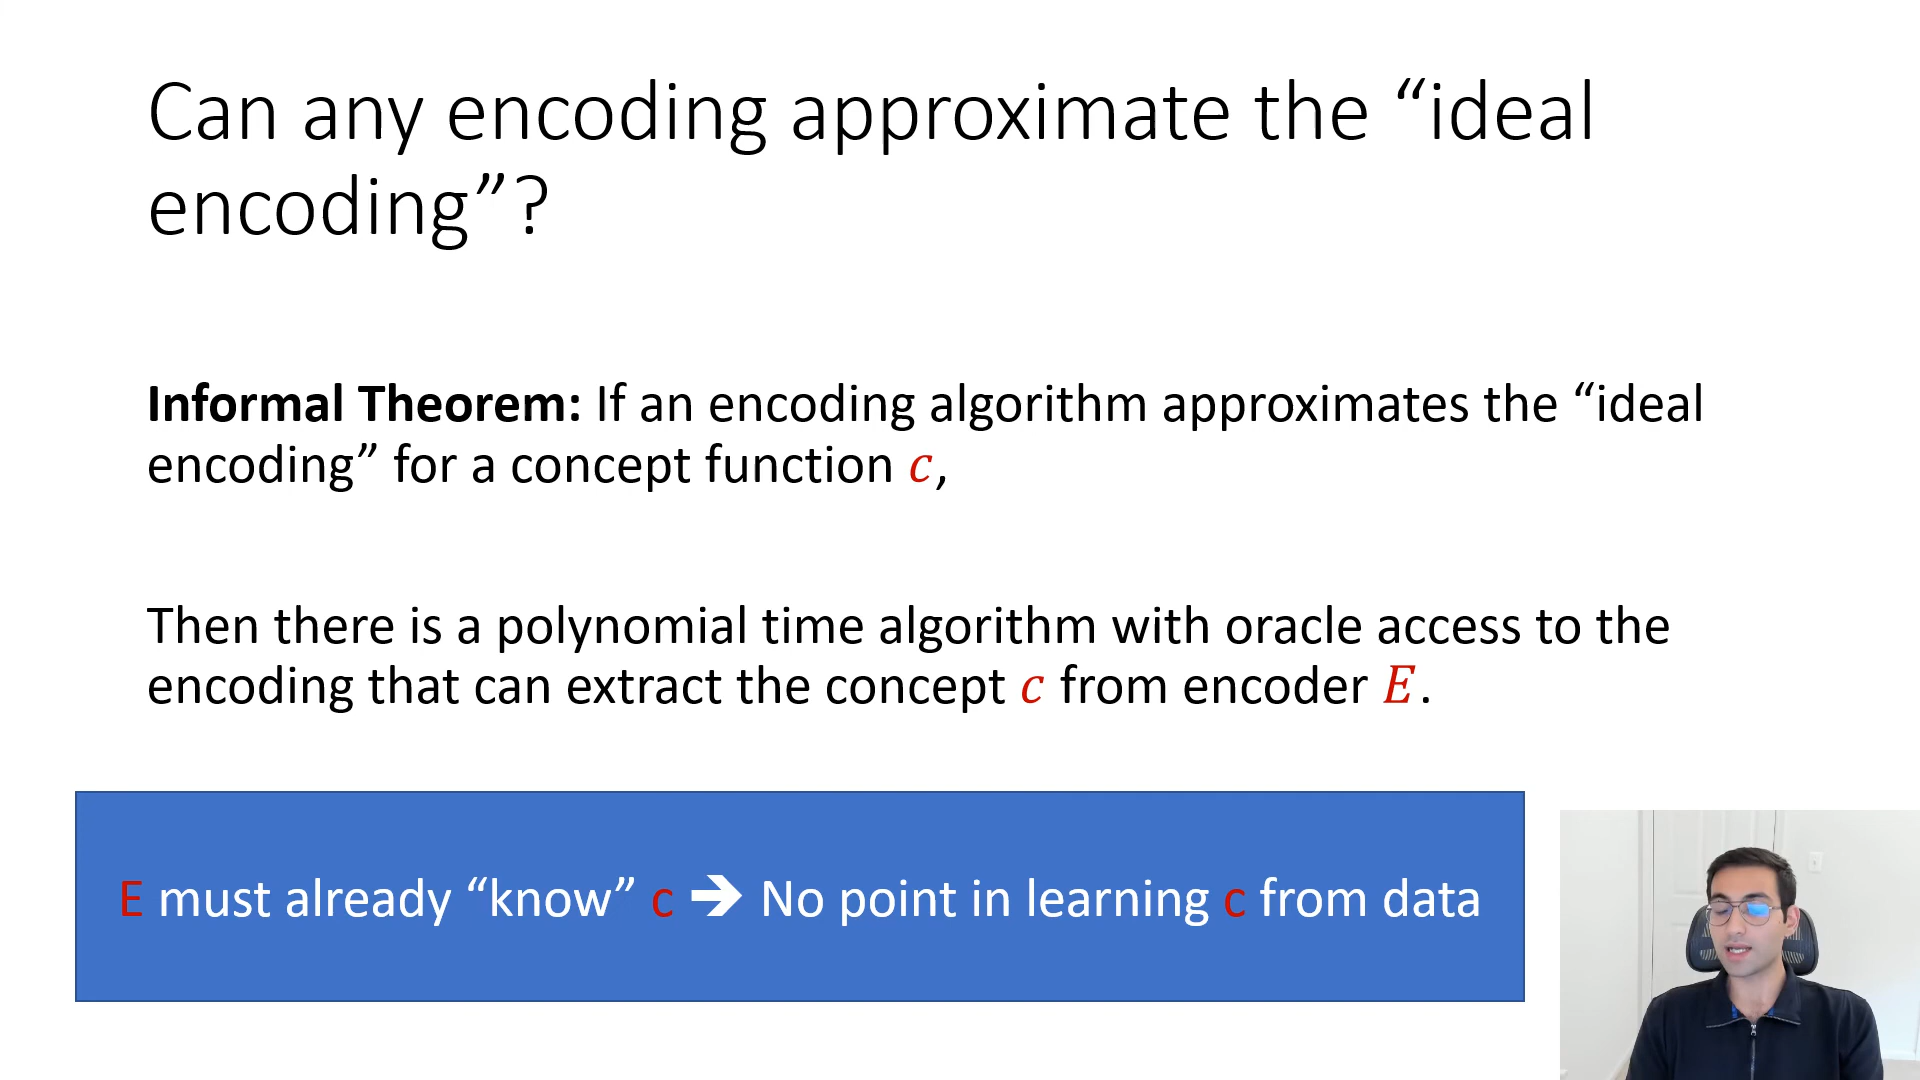 Can any encoding approximate the “ideal
encoding”?
Informal Theorem: If an encoding algorithm approximates the “ideal
encoding” for a concept function c,
Then there is a polynomial time algorithm with oracle access to the
encoding that can extract the concept c from encoder E.
E must already “know” c 🡪 No point in learning c from data